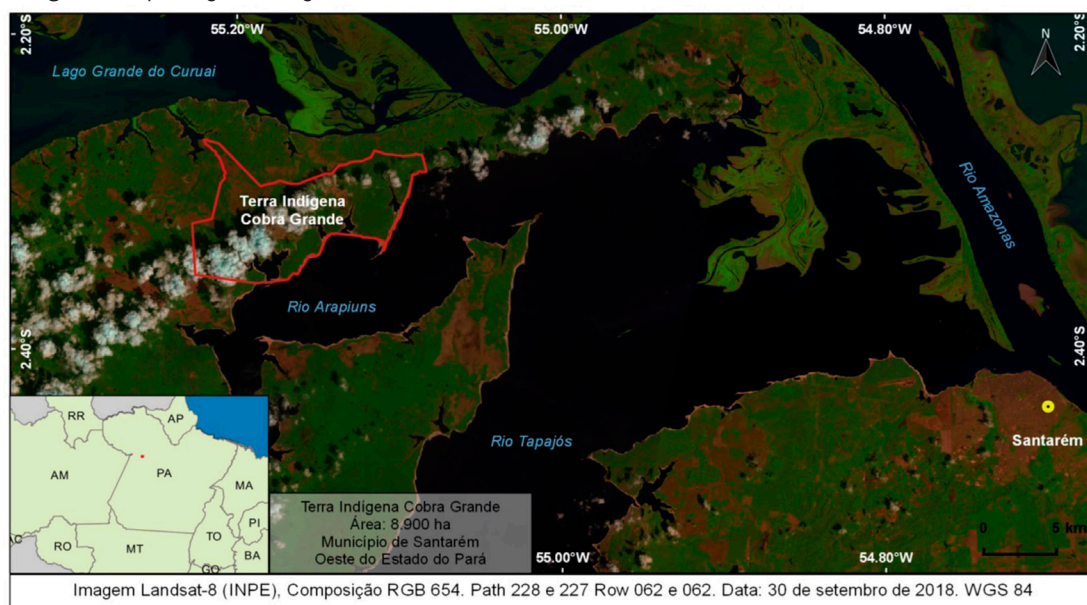 55.20°W
55.00°W
54.80°W
2.20°S
2.20°S
N
Lago Grande do Curuai
Terra Indígena
Cobra Grande
Rio Amazonas
Rio Arapiuns
2.40°S
2.40°S
Rio Tapajós
Santarém
RR
AP
AM
PA
MA
PI
TO
RO
MT
BA
GO
Terra Indígena Cobra Grande
Área: 8.900 ha
Município de Santarém
Oeste do Estado do Pará
0 5 km
55.00°W
54.80°W
Imagem Landsat-8 (INPE), Composição RGB 654. Path 228 e 227 Row 062 e 062. Data: 30 de setembro de 2018. WGS 84